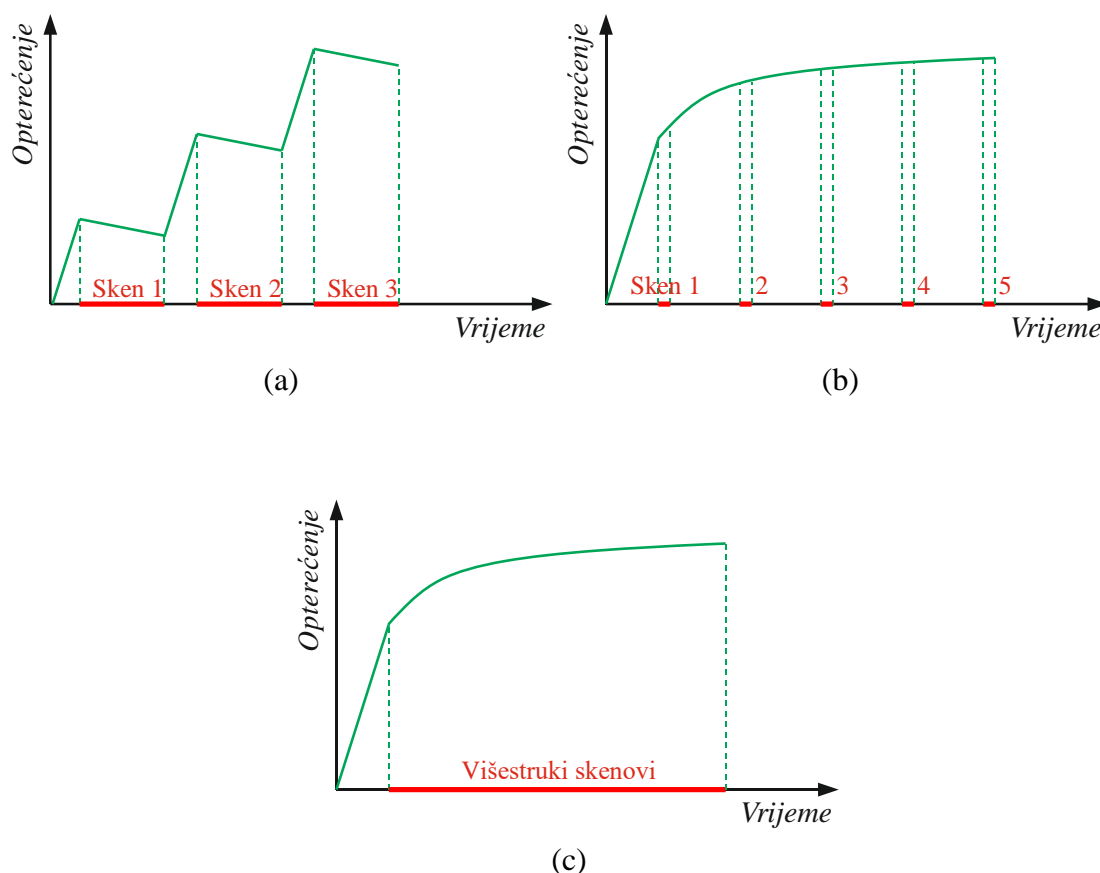 Opterećenje
Sken 1 Sken 2 Sken 3
Vrijeme
(a)
Opterećenje
Sken 1 2 3 4 5
Vrijeme
(b)
Opterećenje
Višestruki skenovi
Vrijeme
(c)